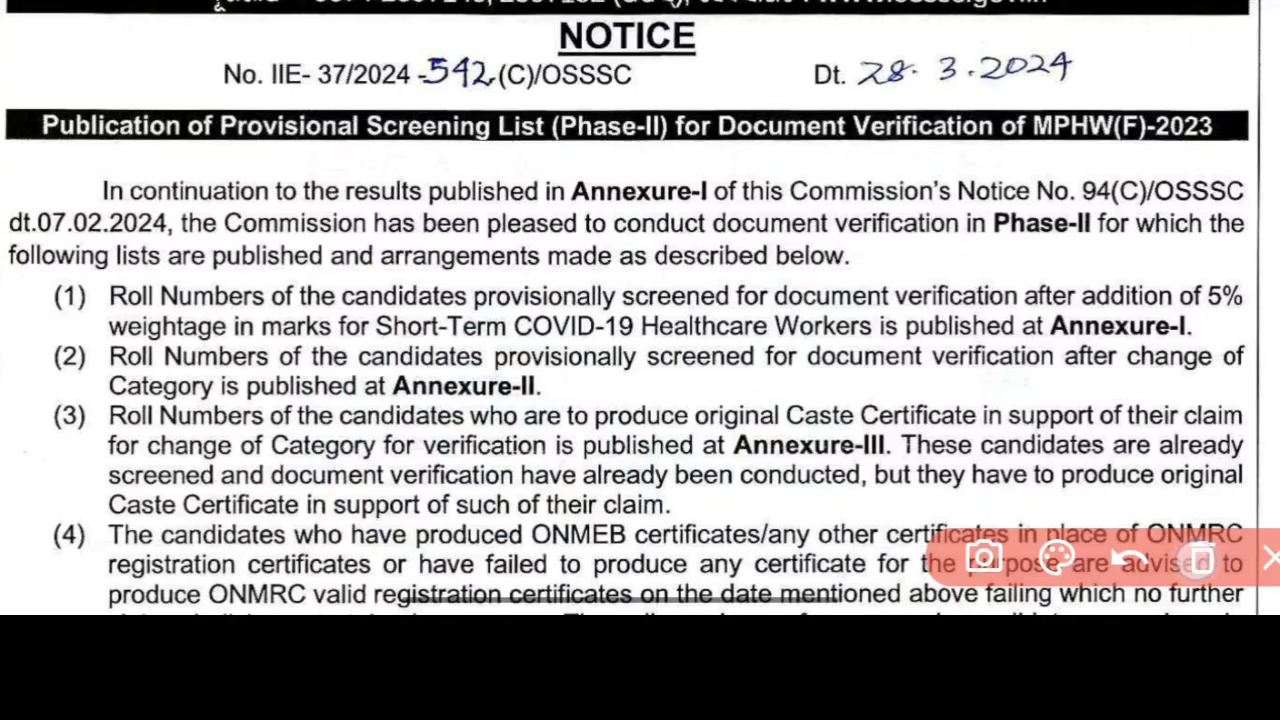 NOTICE
No. IIE- 37/2024 -542(C)/OSSSC Dt. 28.3.2024
Publication of Provisional Screening List (Phase-II) for Document Verification of MPHW(F)-2023
In continuation to the results published in Annexure-I of this Commission's Notice No. 94(C)/OSSSC
dt.07.02.2024, the Commission has been pleased to conduct document verification in Phase-II for which the
following lists are published and arrangements made as described below.
(1) Roll Numbers of the candidates provisionally screened for document verification after addition of 5%
weightage in marks for Short-Term COVID-19 Healthcare Workers is published at Annexure-I.
(2) Roll Numbers of the candidates provisionally screened for document verification after change of
Category is published at Annexure-II.
(3) Roll Numbers of the candidates who are to produce original Caste Certificate in support of their claim
for change of Category for verification is published at Annexure-III. These candidates are already
screened and document verification have already been conducted, but they have to produce original
Caste Certificate in support of such of their claim.
(4) The candidates who have produced ONMEB certificates/any other certificates in place of ONMRC
registration certificates or have failed to produce any certificate for the purpose are advised to
produce ONMRC valid registration certificates on the date mentioned above failing which no further